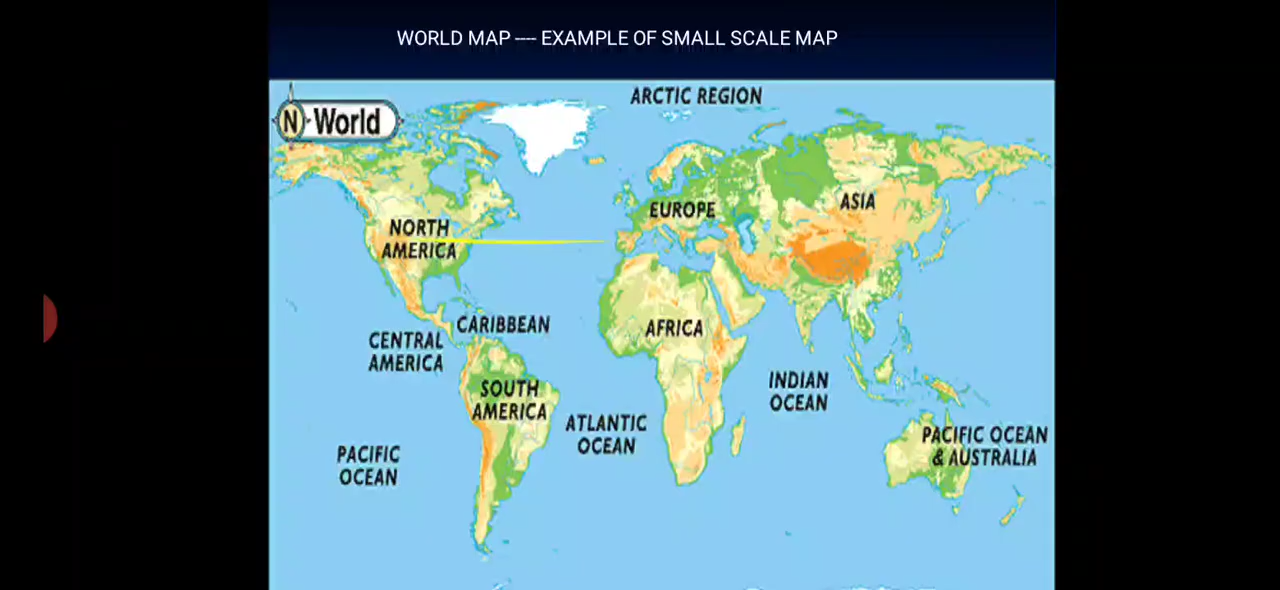 WORLD MAP ---- EXAMPLE OF SMALL SCALE MAP
ARCTIC REGION
N World
ASIA
EUROPE
NORTH
AMERICA
CARIBBEAN
AFRICA
CENTRAL
AMERICA
SOUTH
AMERICA
INDIAN
OCEAN
ATLANTIC
OCEAN
PACIFIC OCEAN
& AUSTRALIA
PACIFIC
OCEAN